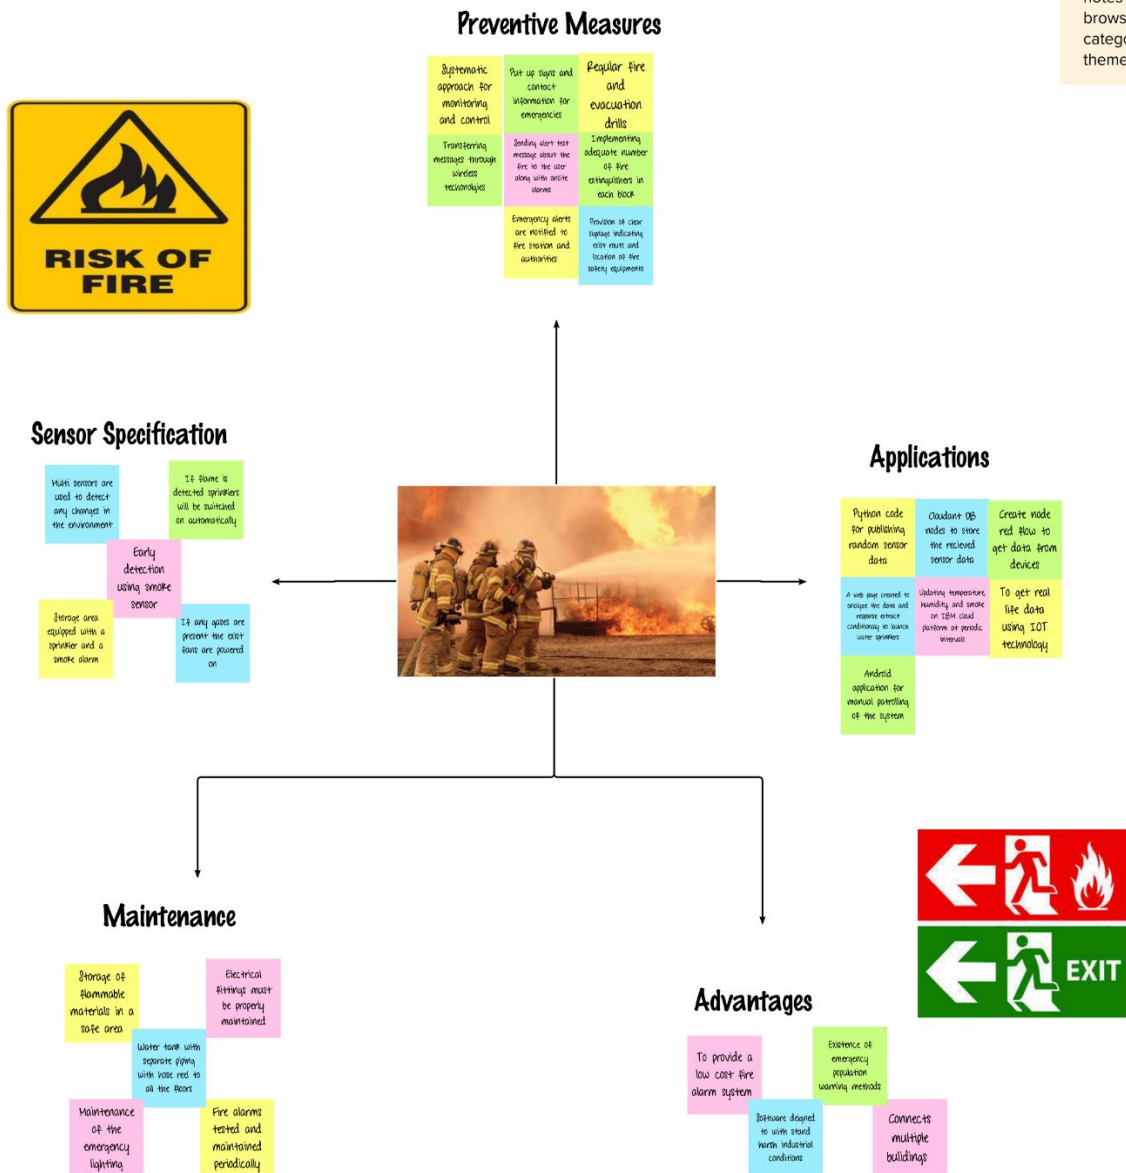 notes
brows
catego
theme
Preventive Measures
Systematic
approach for
monitoring
and control
Put up signs and
contact
information for
emergencies
Regular fire
and
evacuation
drills
Transferring
messages through
wireless
techonolgies
Sending alert text
message about the
fire to the user
along with onsite
alarms
Implementing
adequate number
of fire
extinguishers in
each block
Emergency alerts
are notified to
fire station and
authorities
Provision of clear
signage indicating
exist route and
location of fire
safety equipments
RISK OF
FIRE
Sensor Specification
Multi sensors are
used to detect
any changes in
the environment
If flame is
detected sprinklers
will be switched
on automatically
Early
detection
using smoke
sensor
Storage area
equipped with a
sprinkler and a
smoke alarm
If any gases are
present the exist
fans are powered
on
Applications
Python code
for publishing
random sensor
data
Cloudant DB
nodes to store
the recieved
sensor data
Create node
red flow to
get data from
devices
A web page created to
analyze the data and
response extract
conditionaly to launch
water sprinklers
Updating temperature
humidity and smoke
on IBM cloud
platform at periodic
intervals
To get real
life data
using IOT
technology
Android
application for
manual patrolling
of the system
Maintenance
Storage of
flammable
materials in a
safe area
Electrical
fittings must
be properly
maintained
Water tank with
separate piping
with hose reel to
all the floors
Maintenance
of the
emergency
lighting
Fire alarms
tested and
maintained
periodically
EXIT
Advantages
To provide a
low cost fire
alarm system
Existence of
emergency
population
warning methods
Software deigned
to with stand
harsh industrial
conditions
Connects
multiple
buildings